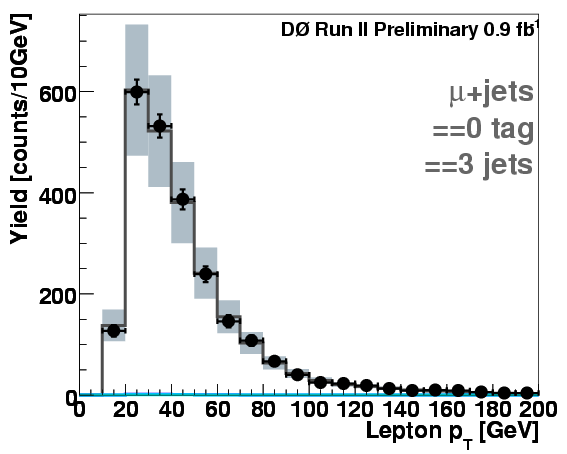 DØ Run II Preliminary 0.9 fb⁻¹
μ+jets
==0 tag
==3 jets
Yield [counts/10GeV]
600
400
200
0
0 20 40 60 80 100 120 140 160 180 200
Lepton p_T [GeV]